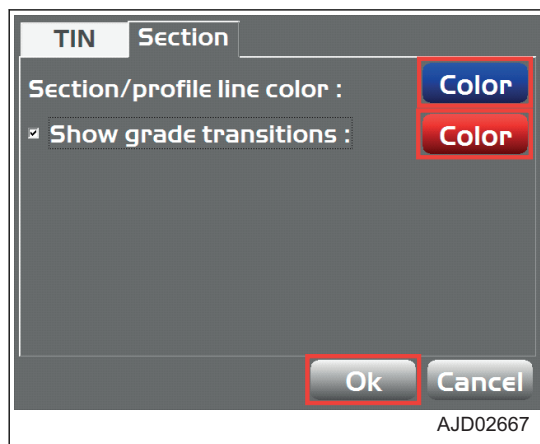 TIN Section
Section/profile line color : Color
Show grade transitions : Color
Ok Cancel
AJD02667